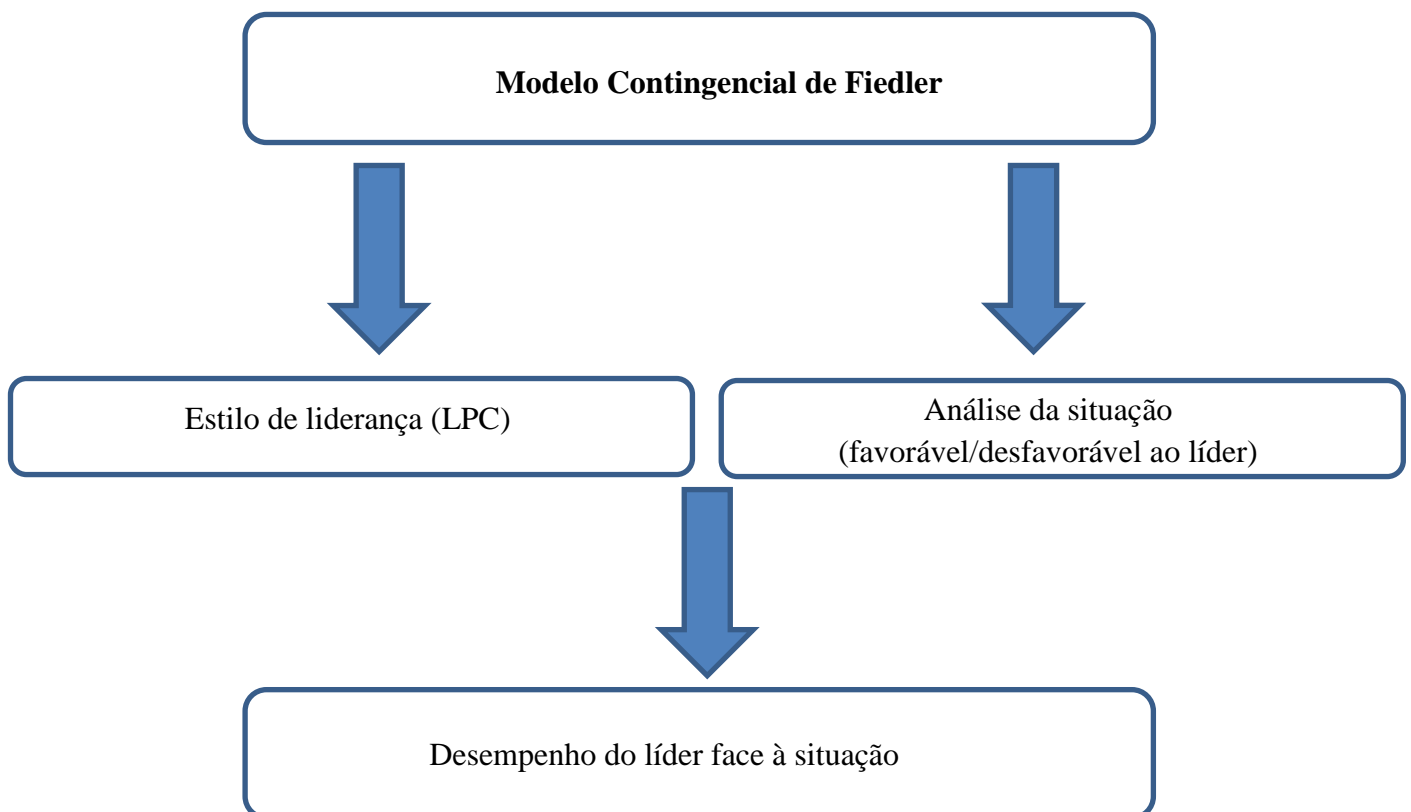 Modelo Contingencial de Fiedler
Estilo de liderança (LPC)
Análise da situação
(favorável/desfavorável ao líder)
Desempenho do líder face à situação